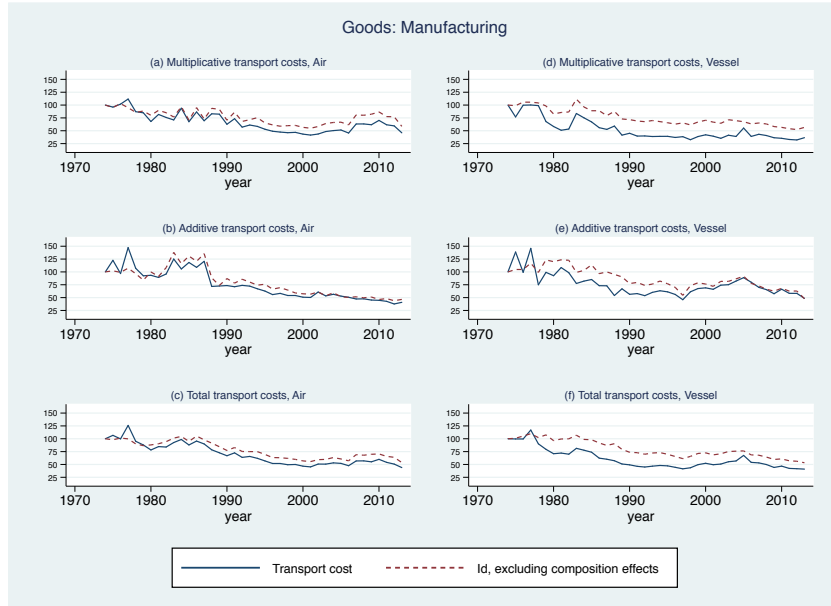 Goods: Manufacturing
(a) Multiplicative transport costs, Air
150
125
100
75
50
25
1970 1980 1990 2000 2010
year
(d) Multiplicative transport costs, Vessel
150
125
100
75
50
25
1970 1980 1990 2000 2010
year
(b) Additive transport costs, Air
150
125
100
75
50
25
1970 1980 1990 2000 2010
year
(e) Additive transport costs, Vessel
150
125
100
75
50
25
1970 1980 1990 2000 2010
year
(c) Total transport costs, Air
150
125
100
75
50
25
1970 1980 1990 2000 2010
year
(f) Total transport costs, Vessel
150
125
100
75
50
25
1970 1980 1990 2000 2010
year
Transport cost
Id, excluding composition effects